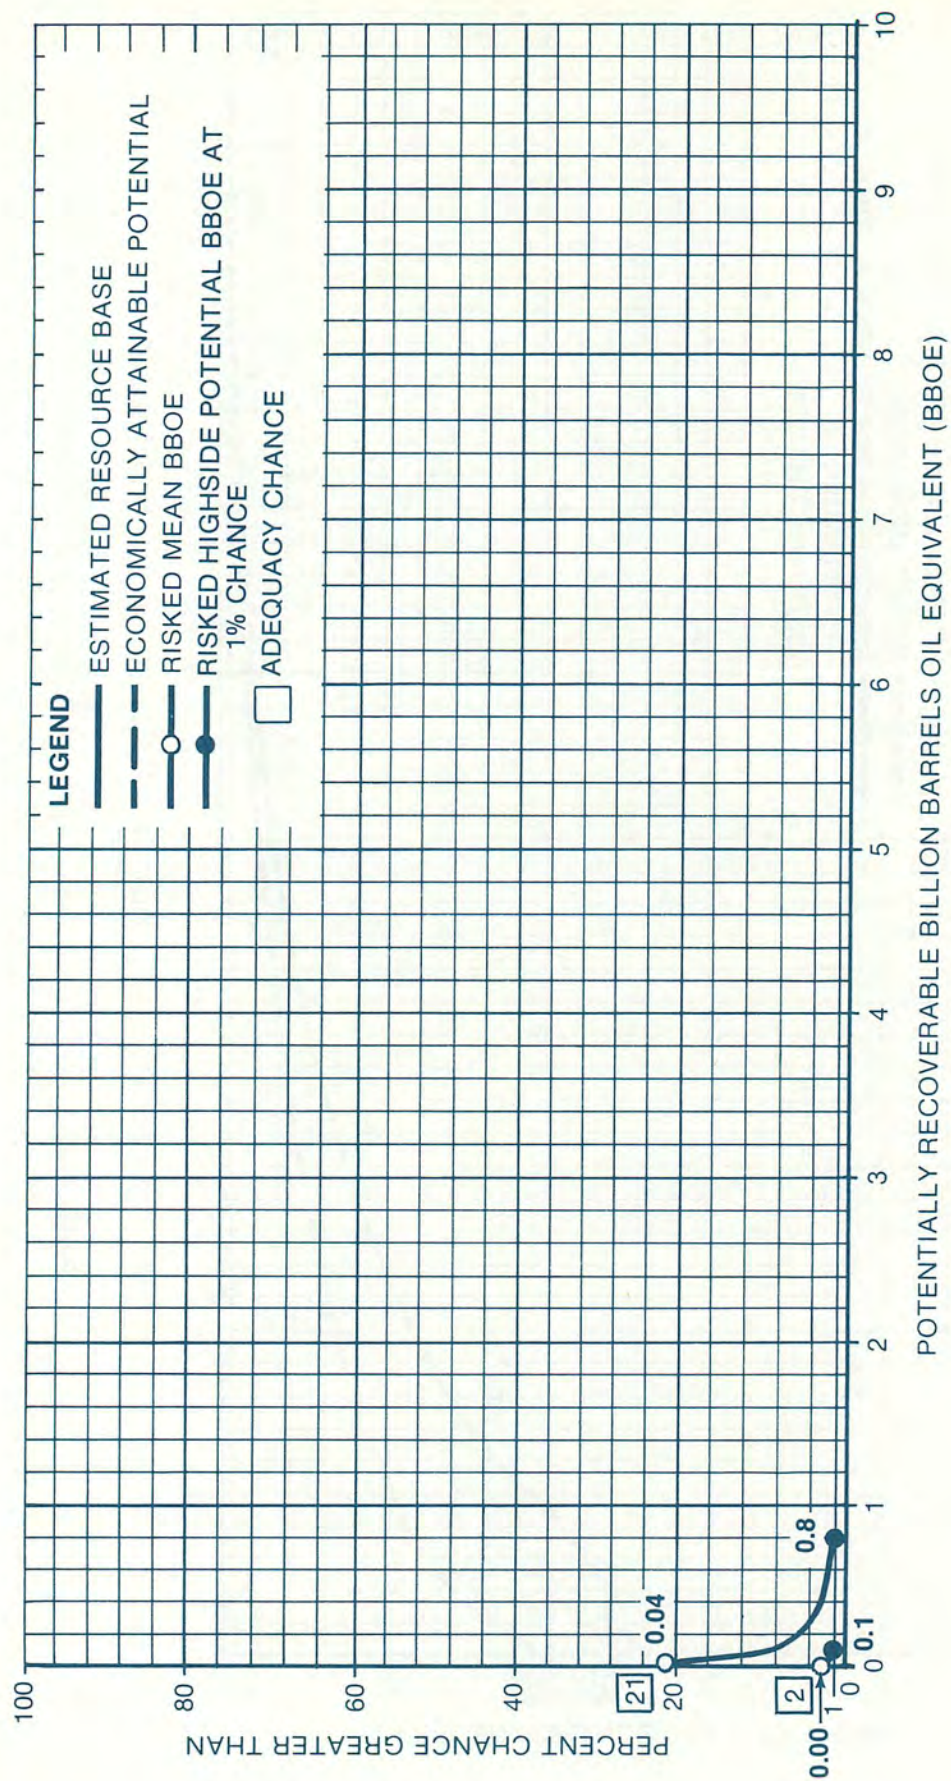 LEGEND
ESTIMATED RESOURCE BASE
ECONOMICALLY ATTAINABLE POTENTIAL
RISKED MEAN BBOE
RISKED HIGHSIDE POTENTIAL BBOE AT
1% CHANCE
ADEQUACY CHANCE
PERCENT CHANCE GREATER THAN
100
80
60
40
21
20
2
1
0
0.00
0.04
0.8
0.1
0
1
2
3
4
5
6
7
8
9
10
POTENTIALLY RECOVERABLE BILLION BARRELS OIL EQUIVALENT (BBOE)